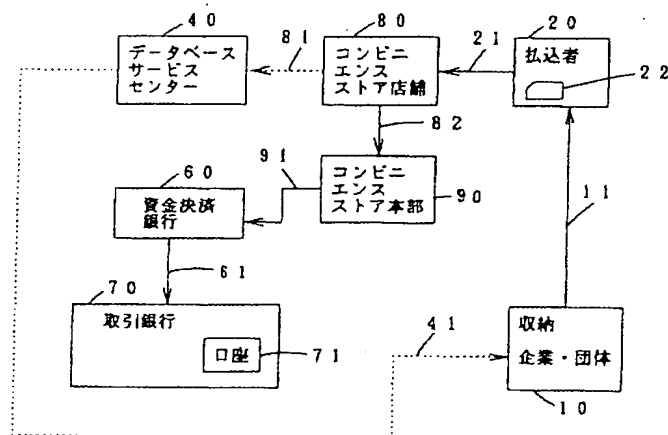 40
データベース
サービス
センター
81
80
コンビニ
エンス
ストア店舗
21
20
払込者
22
82
91
コンビニ
エンス
ストア本部
90
60
資金決済
銀行
11
61
70
取引銀行
口座
71
41
収納
企業・団体
10